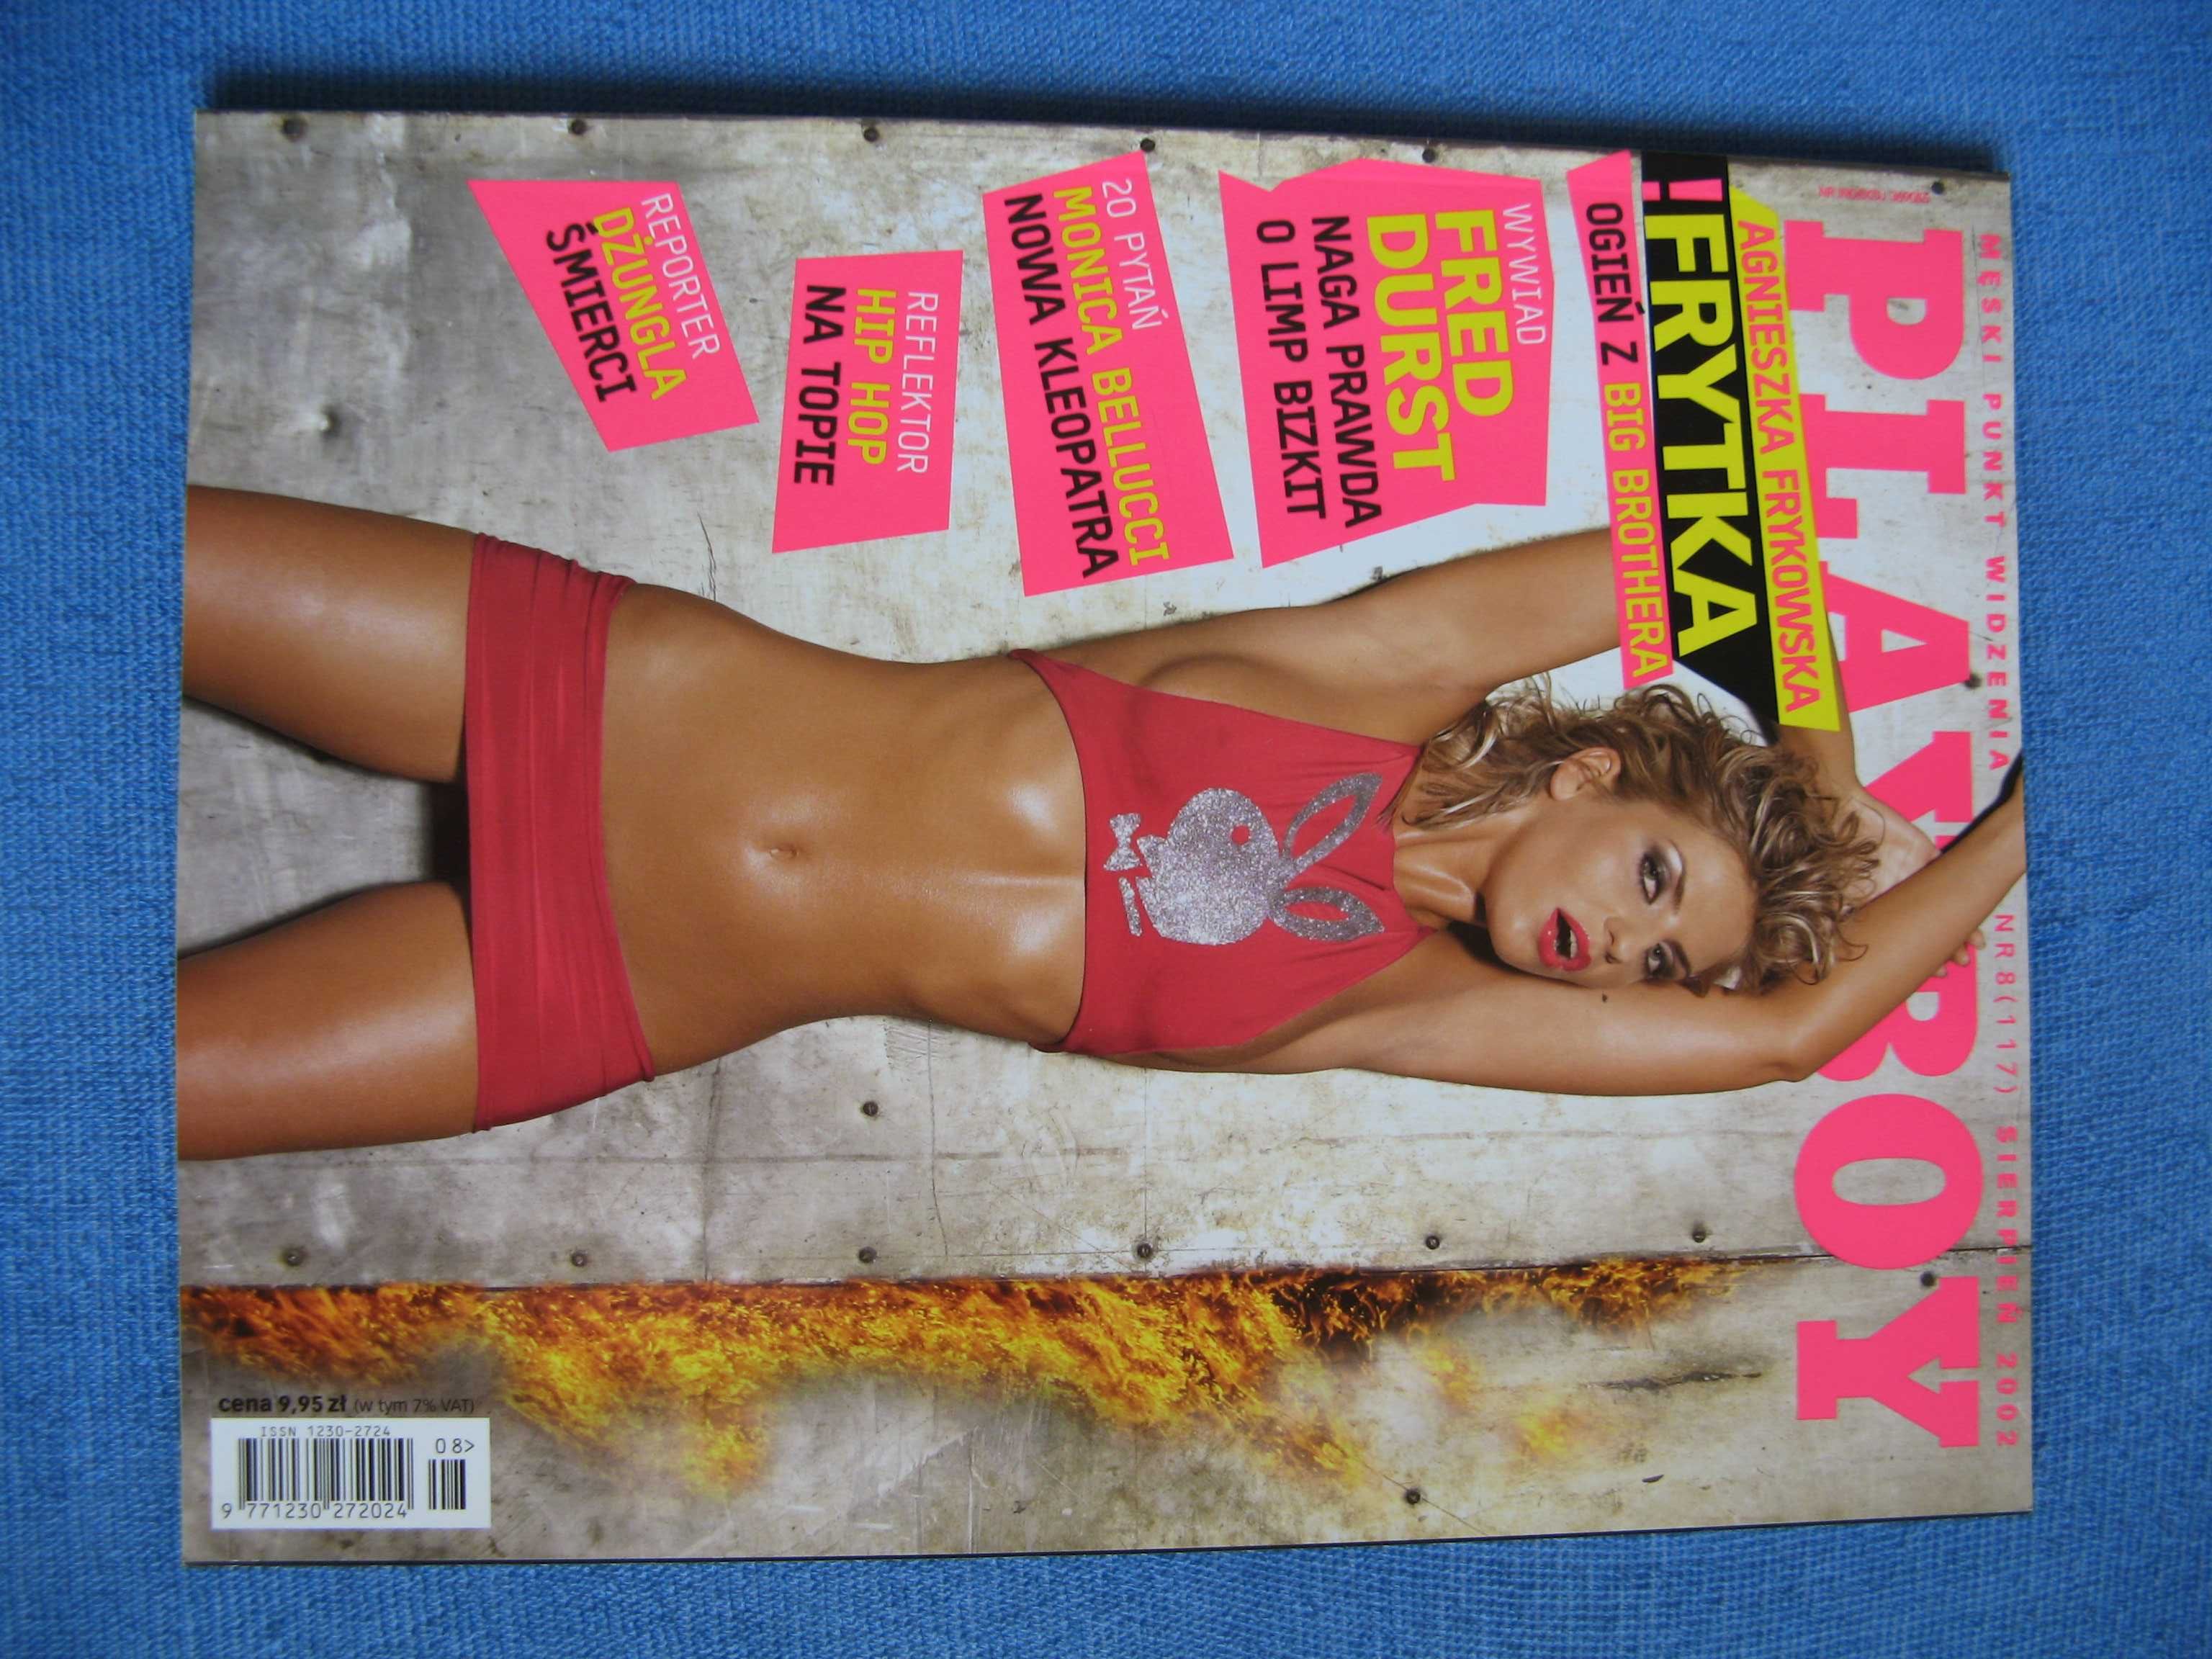 MĘSKI PUNKT WIDZENIA
NR 8 (117) SIERPIEŃ 2002
PLAYBOY
AGNIESZKA FRYKOWSKA
!FRYTKA
OGIEŃ Z BIG BROTHERA
WYWIAD
FRED
DURST
NAGA PRAWDA
O LIMP BIZKIT
20 PYTAŃ
MONICA BELLUCCI
NOWA KLEOPATRA
REFLEKTOR
HIP HOP
NA TOPIE
REPORTER
DŻUNGLA
ŚMIERCI
cena 9,95 zł (w tym 7% VAT)
ISSN 1230-2724
08>
9 771230 272024